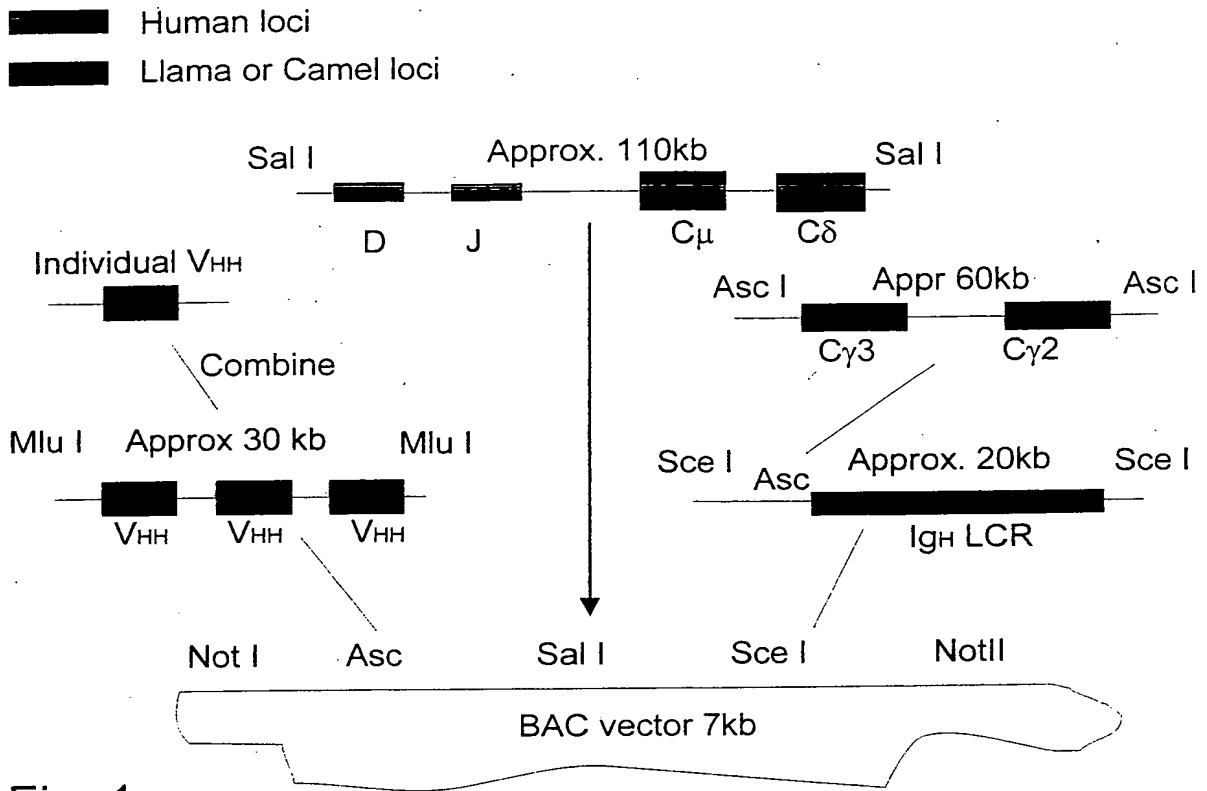 Human loci
Llama or Camel loci
Sal I Approx. 110kb Sal I
D J Cμ Cδ
Individual VHH
Asc I Appr 60kb Asc I
Cγ3 Cγ2
Combine
Mlu I Approx 30 kb Mlu I
VHH VHH VHH
Sce I Asc Approx. 20kb Sce I
IgH LCR
Not I Asc Sal I Sce I NotII
BAC vector 7kb